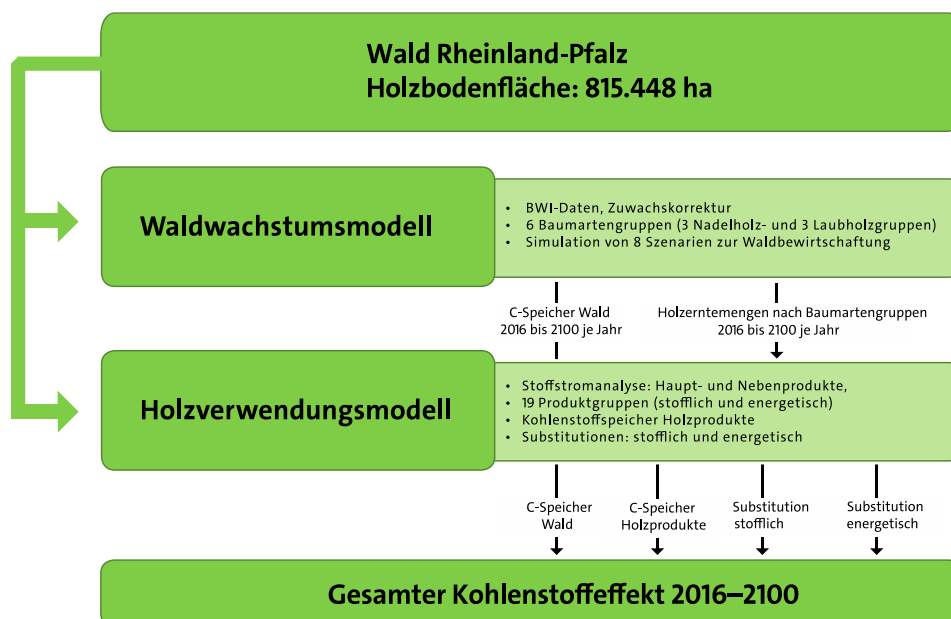 Wald Rheinland-Pfalz
Holzbodenfläche: 815.448 ha
Waldwachstumsmodell
• BWI-Daten, Zuwachskorrektur
• 6 Baumartengruppen (3 Nadelholz- und 3 Laubholzgruppen)
• Simulation von 8 Szenarien zur Waldbewirtschaftung
C-Speicher Wald
2016 bis 2100 je Jahr
Holzerntemengen nach Baumartengruppen
2016 bis 2100 je Jahr
Holzverwendungsmodell
• Stoffstromanalyse: Haupt- und Nebenprodukte,
• 19 Produktgruppen (stofflich und energetisch)
• Kohlenstoffspeicher Holzprodukte
• Substitutionen: stofflich und energetisch
C-Speicher
Wald
C-Speicher
Holzprodukte
Substitution
stofflich
Substitution
energetisch
Gesamter Kohlenstoffeffekt 2016–2100